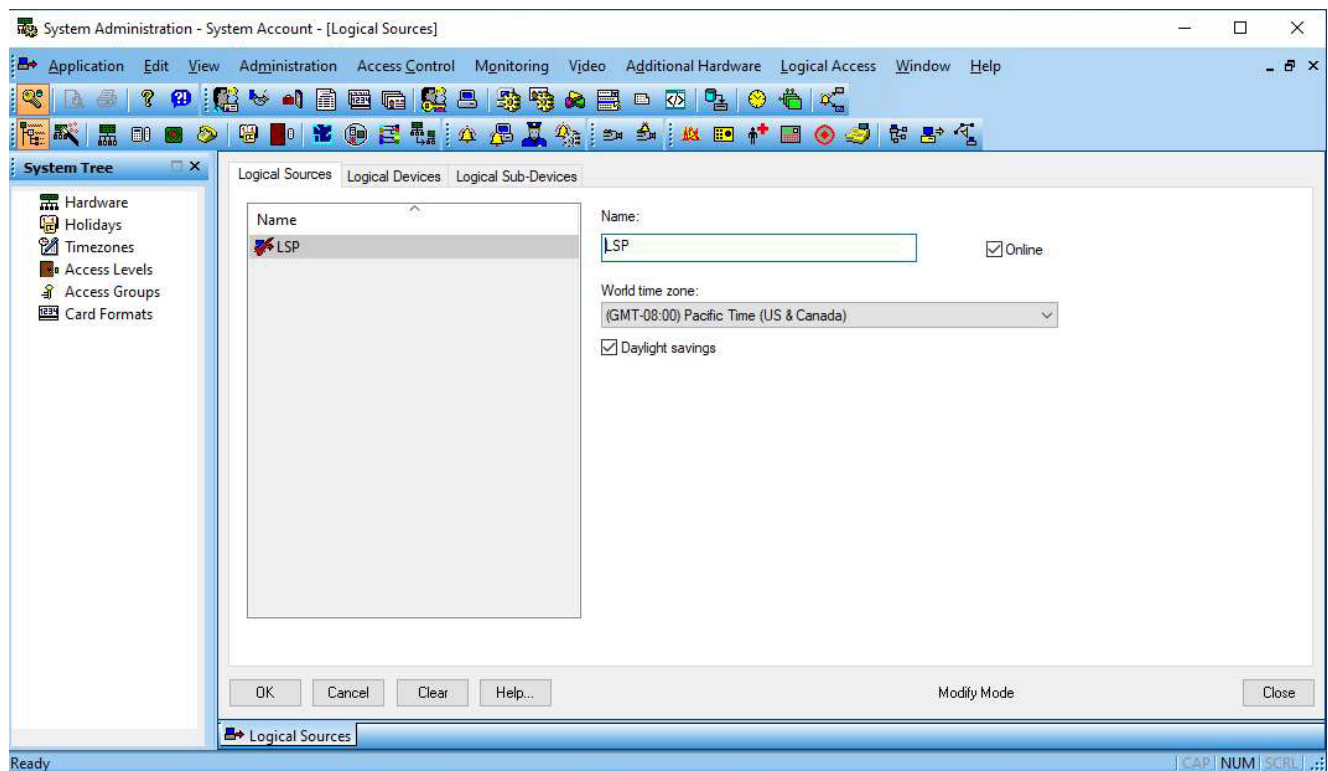 System Administration - System Account - [Logical Sources]
Application Edit View Administration Access Control Monitoring Video Additional Hardware Logical Access Window Help
System Tree
Hardware
Holidays
Timezones
Access Levels
Access Groups
Card Formats
Logical Sources Logical Devices Logical Sub-Devices
Name
LSP
Name:
LSP
Online
World time zone:
(GMT-08:00) Pacific Time (US & Canada)
Daylight savings
OK Cancel Clear Help... Modify Mode Close
Logical Sources
Ready CAP NUM SCRL